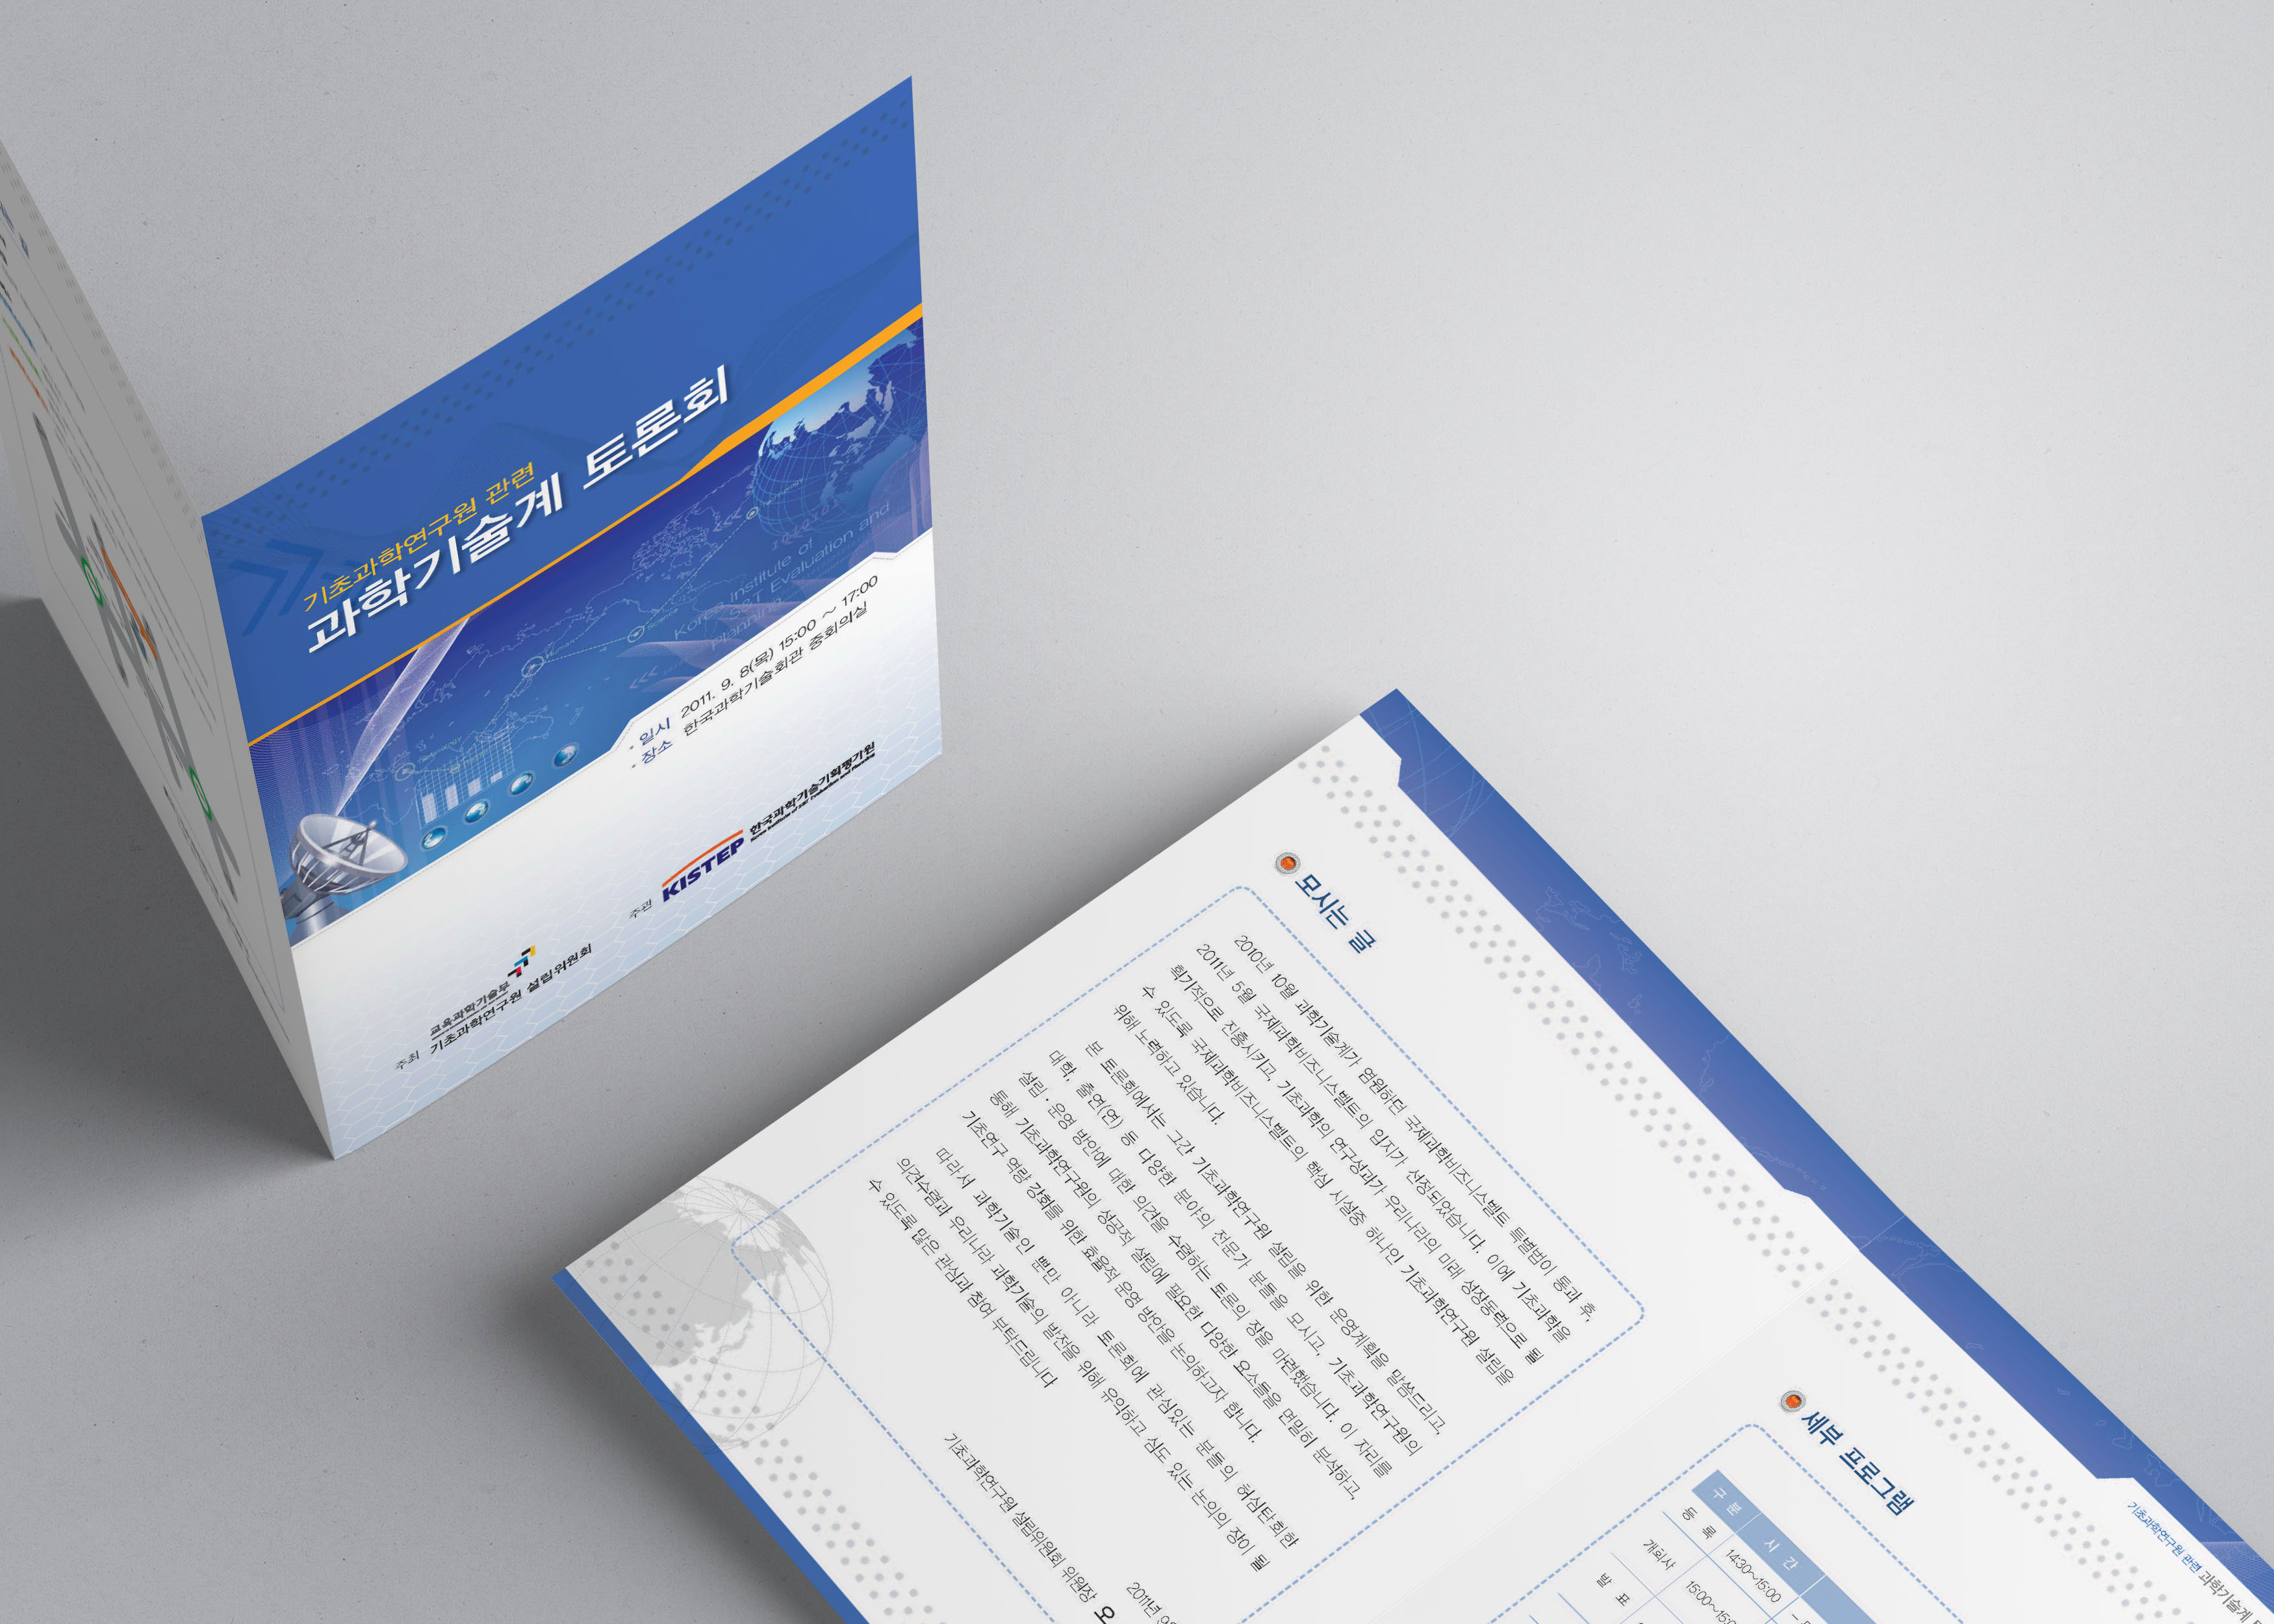 기초과학연구원 관련
과학기술계 토론회
Korea Institute of
S&T Evaluation and
Planning
· 일시 2011. 9. 8(목) 15:00 ~ 17:00
· 장소 한국과학기술회관 중회의실
주최 교육과학기술부
기초과학연구원 설립위원회
주관 KISTEP 한국과학기술기획평가원
Korea Institute of S&T Evaluation and Planning
모시는 글
2010년 10월 과학기술계가 염원하던 국제과학비즈니스벨트 특별법이 통과 후,
2011년 5월 국제과학비즈니스벨트의 입지가 선정되었습니다. 이에 기초과학을
획기적으로 진흥시키고, 기초과학의 연구성과가 우리나라의 미래 성장동력으로 될
수 있도록 국제과학비즈니스벨트의 핵심 시설중 하나인 기초과학연구원 설립을
위해 노력하고 있습니다.
본 토론회에서는 그간 기초과학연구원 설립을 위한 운영계획을 말씀드리고,
대학, 출연(연) 등 다양한 분야의 전문가 분들을 모시고, 기초과학연구원의
설립 · 운영 방안에 대한 의견을 수렴하는 토론의 장을 마련했습니다. 이 자리를
통해 기초과학연구원의 성공적 설립에 필요한 다양한 요소들을 면밀히 분석하고,
기초연구 역량 강화를 위한 효율적 운영 방안을 논의하고자 합니다.
따라서 과학기술인 뿐만 아니라 토론회에 관심있는 분들의 허심탄회한
의견수렴과 우리나라 과학기술의 발전을 위해 유익하고 심도 있는 논의의 장이 될
수 있도록 많은 관심과 참여 부탁드립니다
2011년
기초과학연구원 설립위원회 위원장 오
기초과학연구원 관련 과학기술계
세부 프로그램
구 분 시 간
등 록 14:30~15:00
개회사 15:00~15:0
발 표